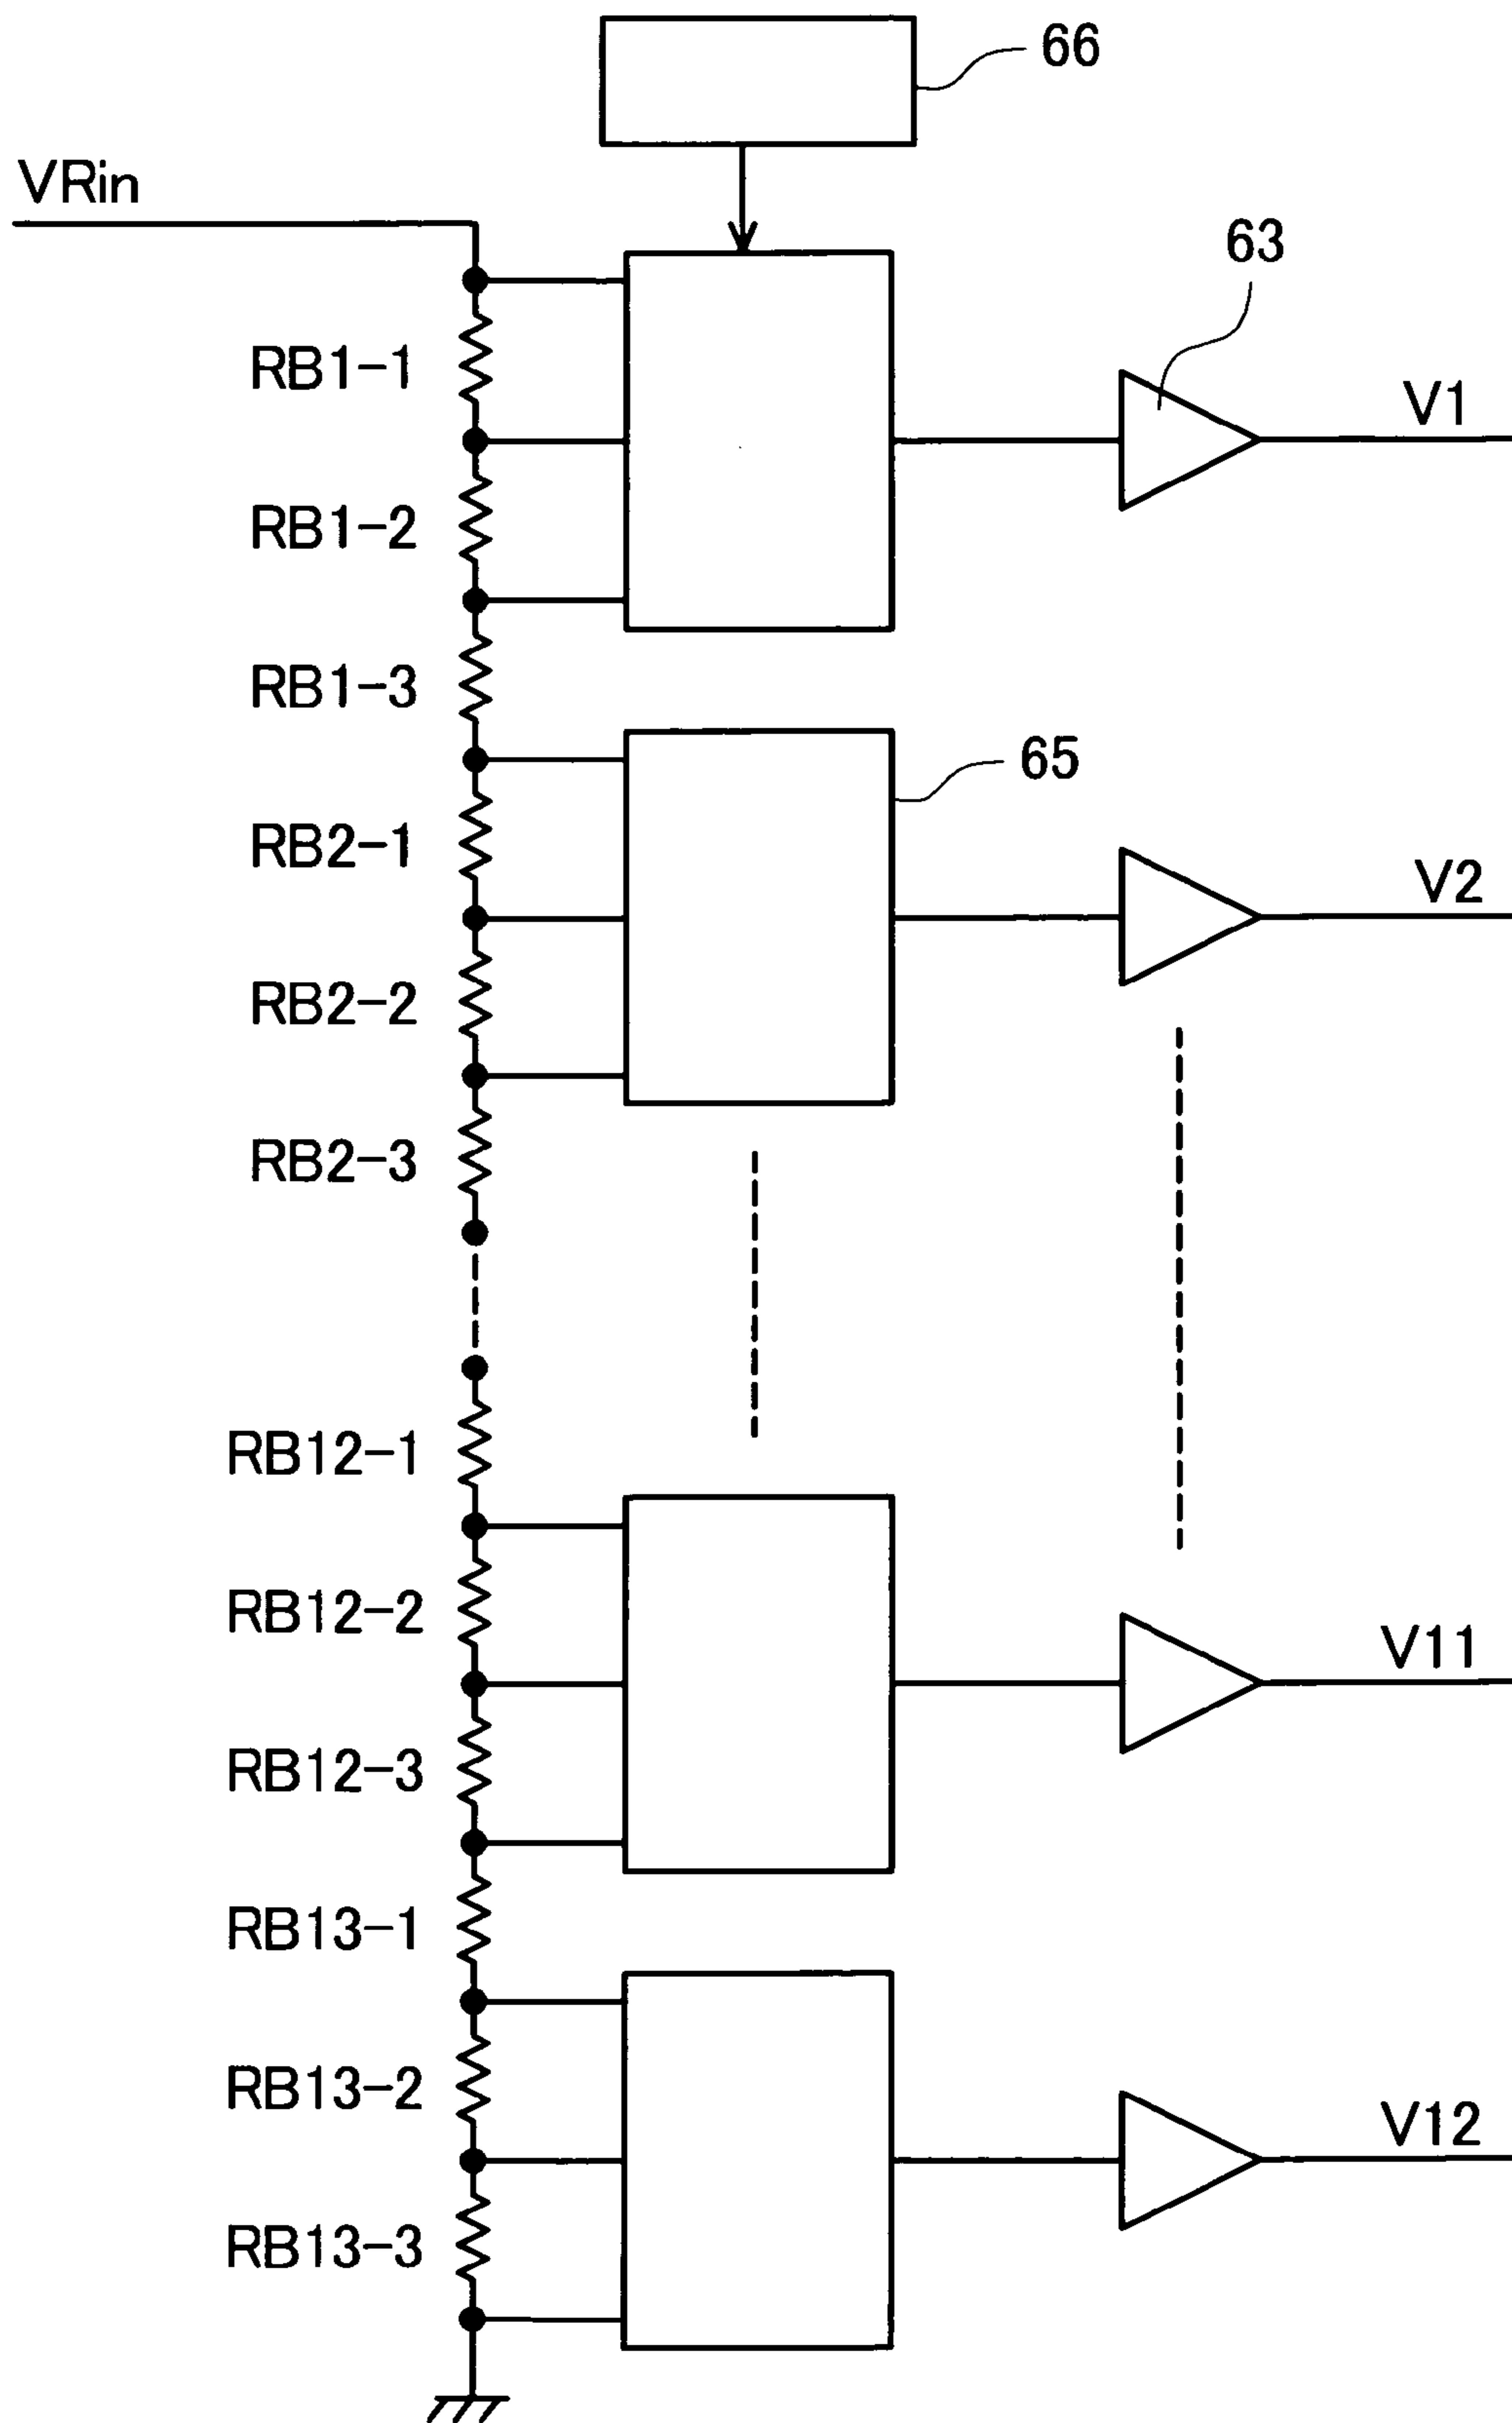 66
VRin
63
RB1-1
V1
RB1-2
RB1-3
65
RB2-1
V2
RB2-2
RB2-3
RB12-1
RB12-2
V11
RB12-3
RB13-1
RB13-2
V12
RB13-3